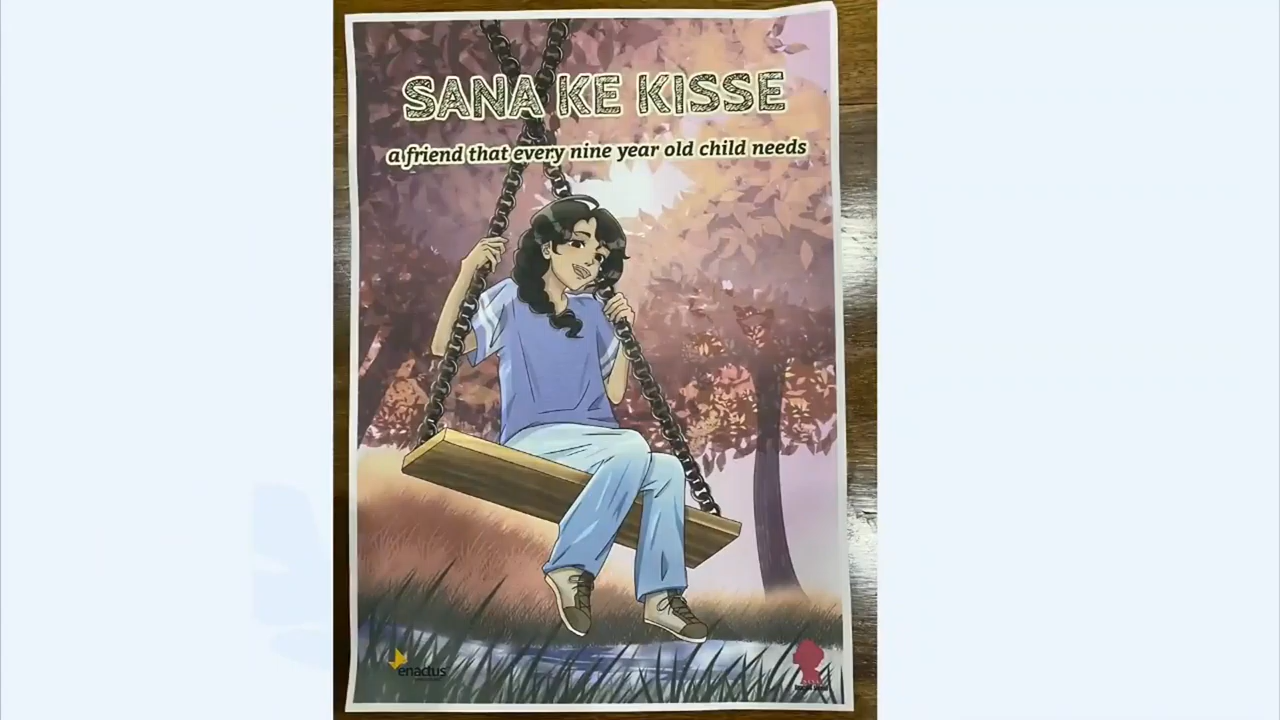 SANA KE KISSE
a friend that every nine year old child needs
enactus